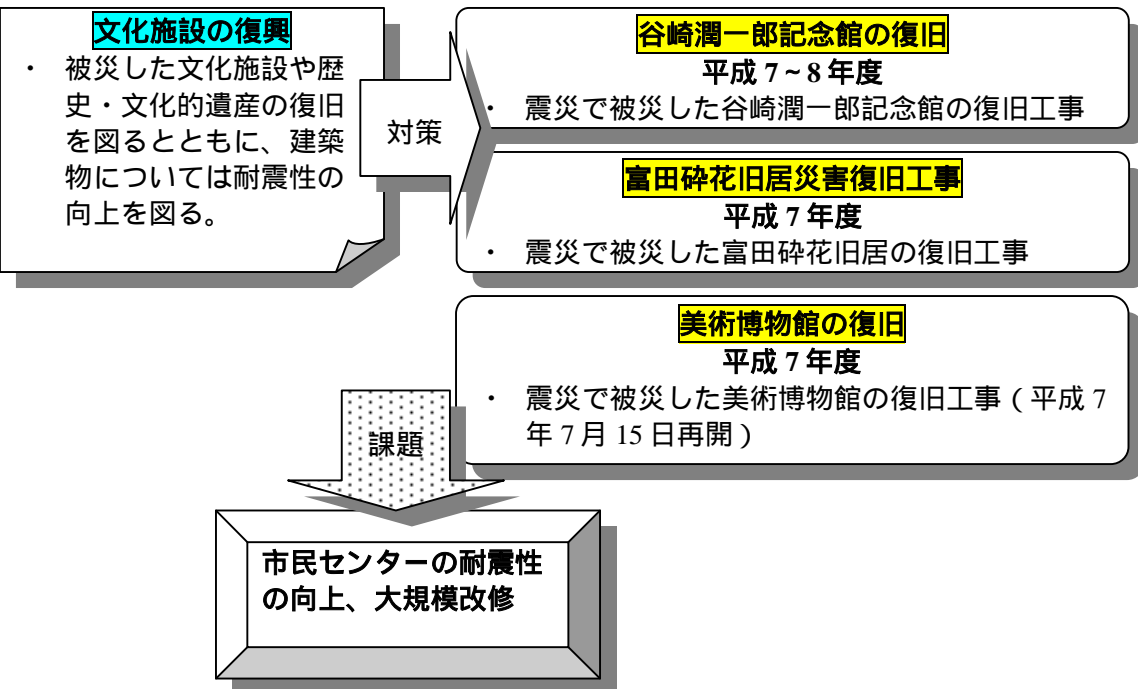 文化施設の復興
・ 被災した文化施設や歴
史・文化的遺産の復旧
を図るとともに、建築
物については耐震性の
向上を図る。
対策
谷崎潤一郎記念館の復旧
平成 7~8 年度
・ 震災で被災した谷崎潤一郎記念館の復旧工事
富田砕花旧居災害復旧工事
平成 7 年度
・ 震災で被災した富田砕花旧居の復旧工事
美術博物館の復旧
平成 7 年度
・ 震災で被災した美術博物館の復旧工事(平成 7
年 7 月 15 日再開)
課題
市民センターの耐震性
の向上、大規模改修